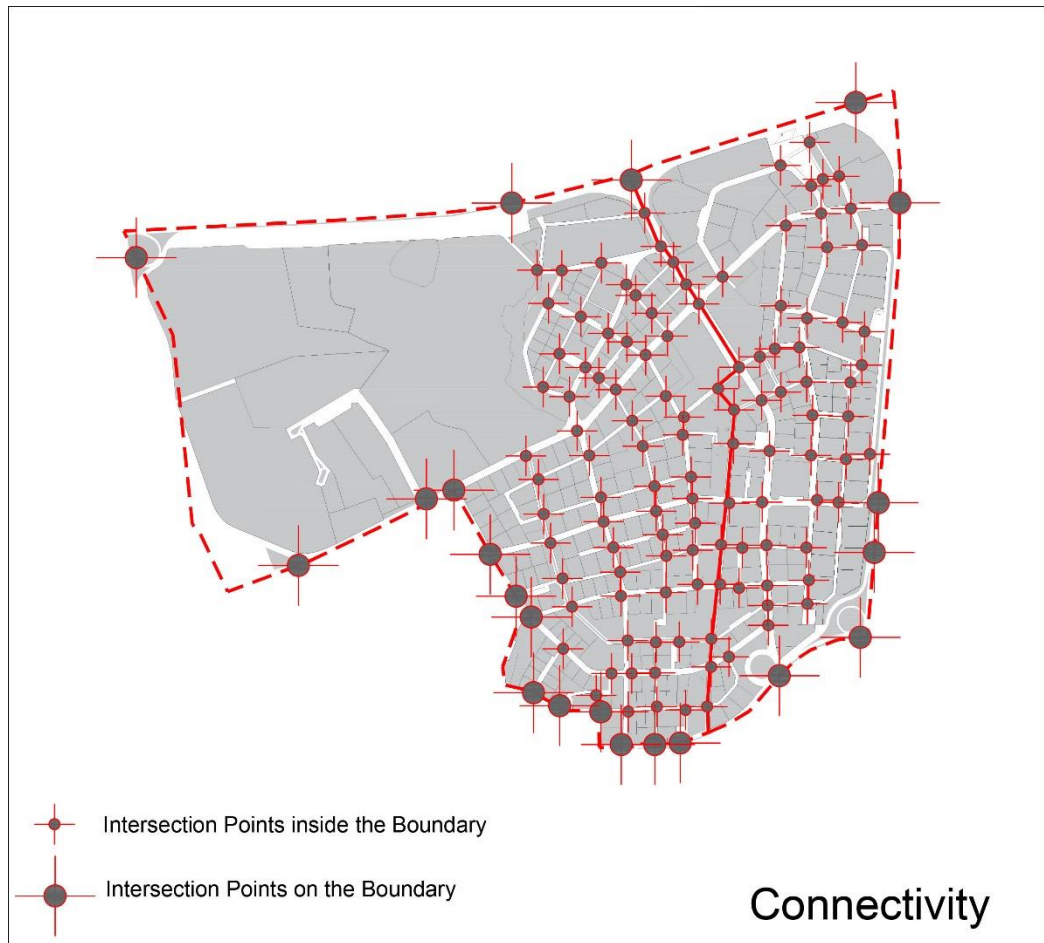 Intersection Points inside the Boundary
Intersection Points on the Boundary
Connectivity